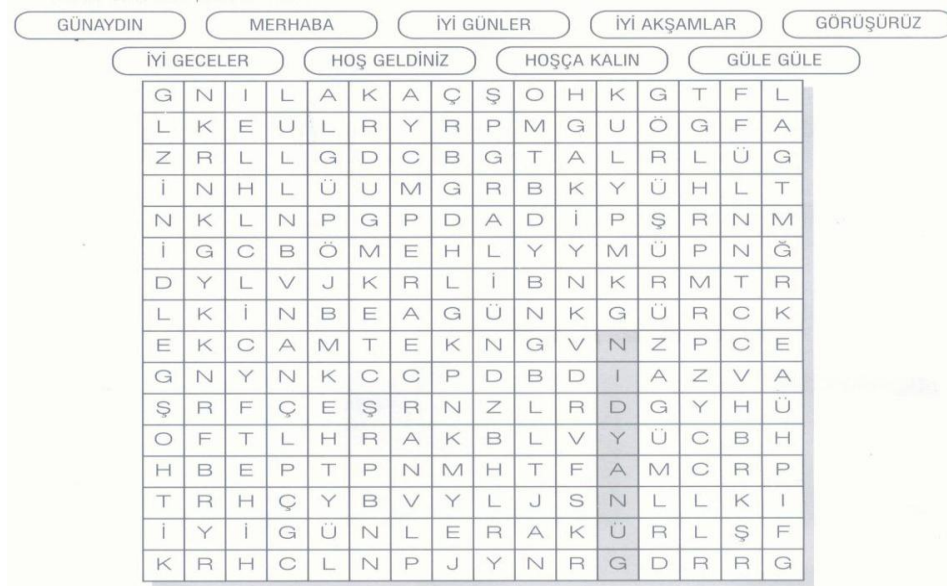 GÜNAYDIN MERHABA İYİ GÜNLER İYİ AKŞAMLAR GÖRÜŞÜRÜZ
İYİ GECELER HOŞ GELDİNİZ HOŞÇA KALIN GÜLE GÜLE
G N I L A K A Ç Ş O H K G T F L
L K E U L R Y R P M G U Ö G F A
Z R L L G D C B G T A L R L Ü G
İ N H L Ü U M G R B K Y Ü H L T
N K L N P G P D A D İ P Ş R N M
İ G C B Ö M E H L Y Y M Ü P N Ğ
D Y L V J K R L İ B N K R M T R
L K İ N B E A G Ü N K G Ü R C K
E K C A M T E K N G V N Z P C E
G N Y N K C C P D B D I A Z V A
Ş R F Ç E Ş R N Z L R D G Y H Ü
O F T L H R A K B L V Y Ü C B H
H B E P T P N M H T F A M C R P
T R H Ç Y B V Y L J S N L L K I
İ Y İ G Ü N L E R A K Ü R L Ş F
K R H C L N P J Y N R G D R R G